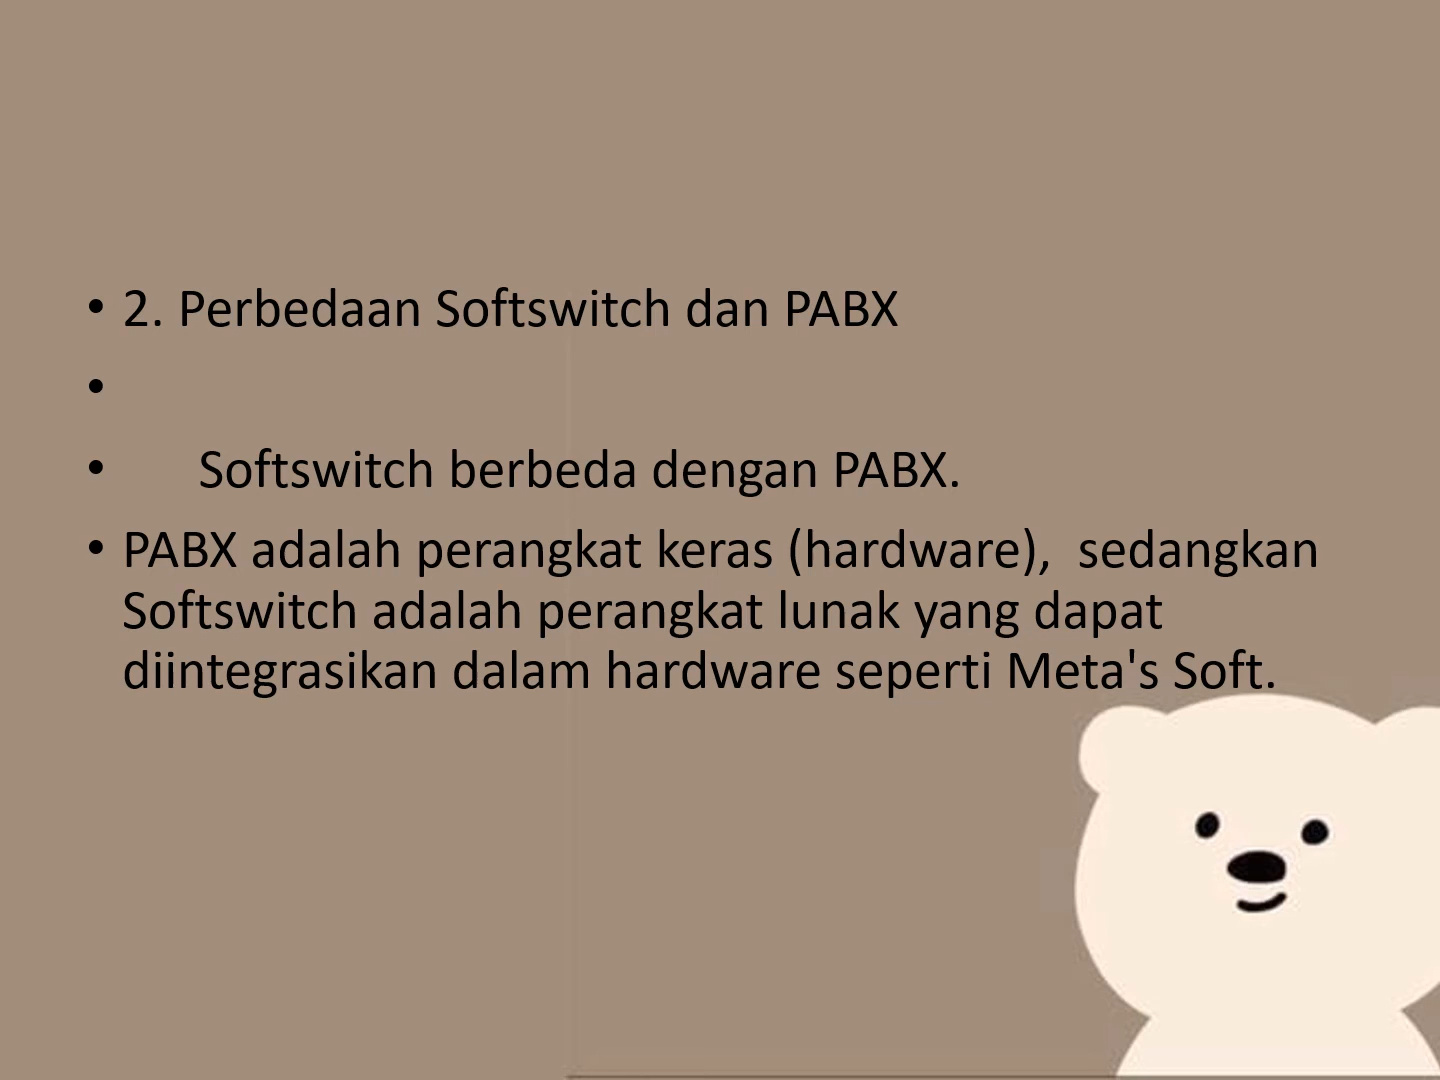 • 2. Perbedaan Softswitch dan PABX
•
• Softswitch berbeda dengan PABX.
• PABX adalah perangkat keras (hardware),  sedangkan
Softswitch adalah perangkat lunak yang dapat
diintegrasikan dalam hardware seperti Meta's Soft.